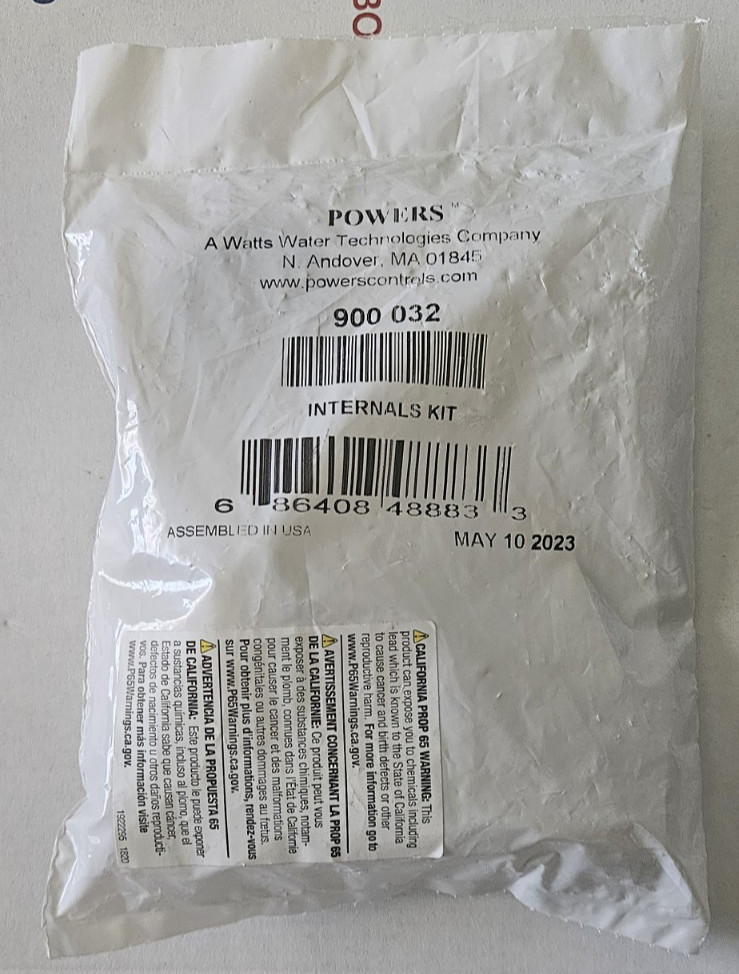 BC
POWERS™
A Watts Water Technologies Company
N. Andover, MA 01845
www.powerscontrols.com
900 032
INTERNALS KIT
6 86408 48883 3
ASSEMBLED IN USA
MAY 10 2023
⚠ CALIFORNIA PROP 65 WARNING: This
product can expose you to chemicals including
lead which is known to the State of California
to cause cancer and birth defects or other
reproductive harm. For more information go to
www.P65Warnings.ca.gov.
⚠ AVERTISSEMENT CONCERNANT LA PROP 65
DE LA CALIFORNIE: Ce produit peut vous
exposer à des substances chimiques, notam-
ment le plomb, connues dans l'État de Californie
pour causer le cancer et des malformations
congénitales ou autres dommages au fœtus.
Pour obtenir plus d'informations, rendez-vous
sur www.P65Warnings.ca.gov.
⚠ ADVERTENCIA DE LA PROPUESTA 65
DE CALIFORNIA: Este producto le puede exponer
a sustancias químicas, incluso al plomo, que el
Estado de California sabe que causan cáncer,
defectos de nacimiento u otros daños reproducti-
vos. Para obtener más información visite
www.P65Warnings.ca.gov.
1922295 1820